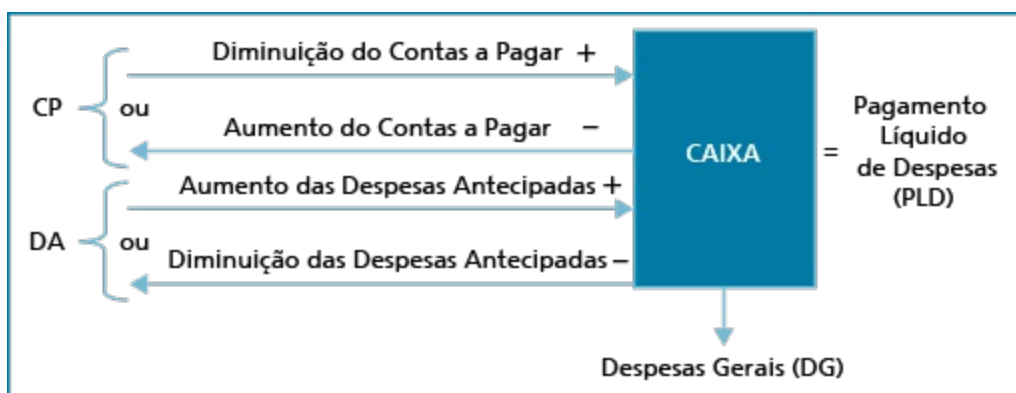 Diminuição do Contas a Pagar +
CP
ou
Aumento do Contas a Pagar –
Aumento das Despesas Antecipadas +
DA
ou
Diminuição das Despesas Antecipadas –
CAIXA
=
Pagamento
Líquido
de Despesas
(PLD)
Despesas Gerais (DG)